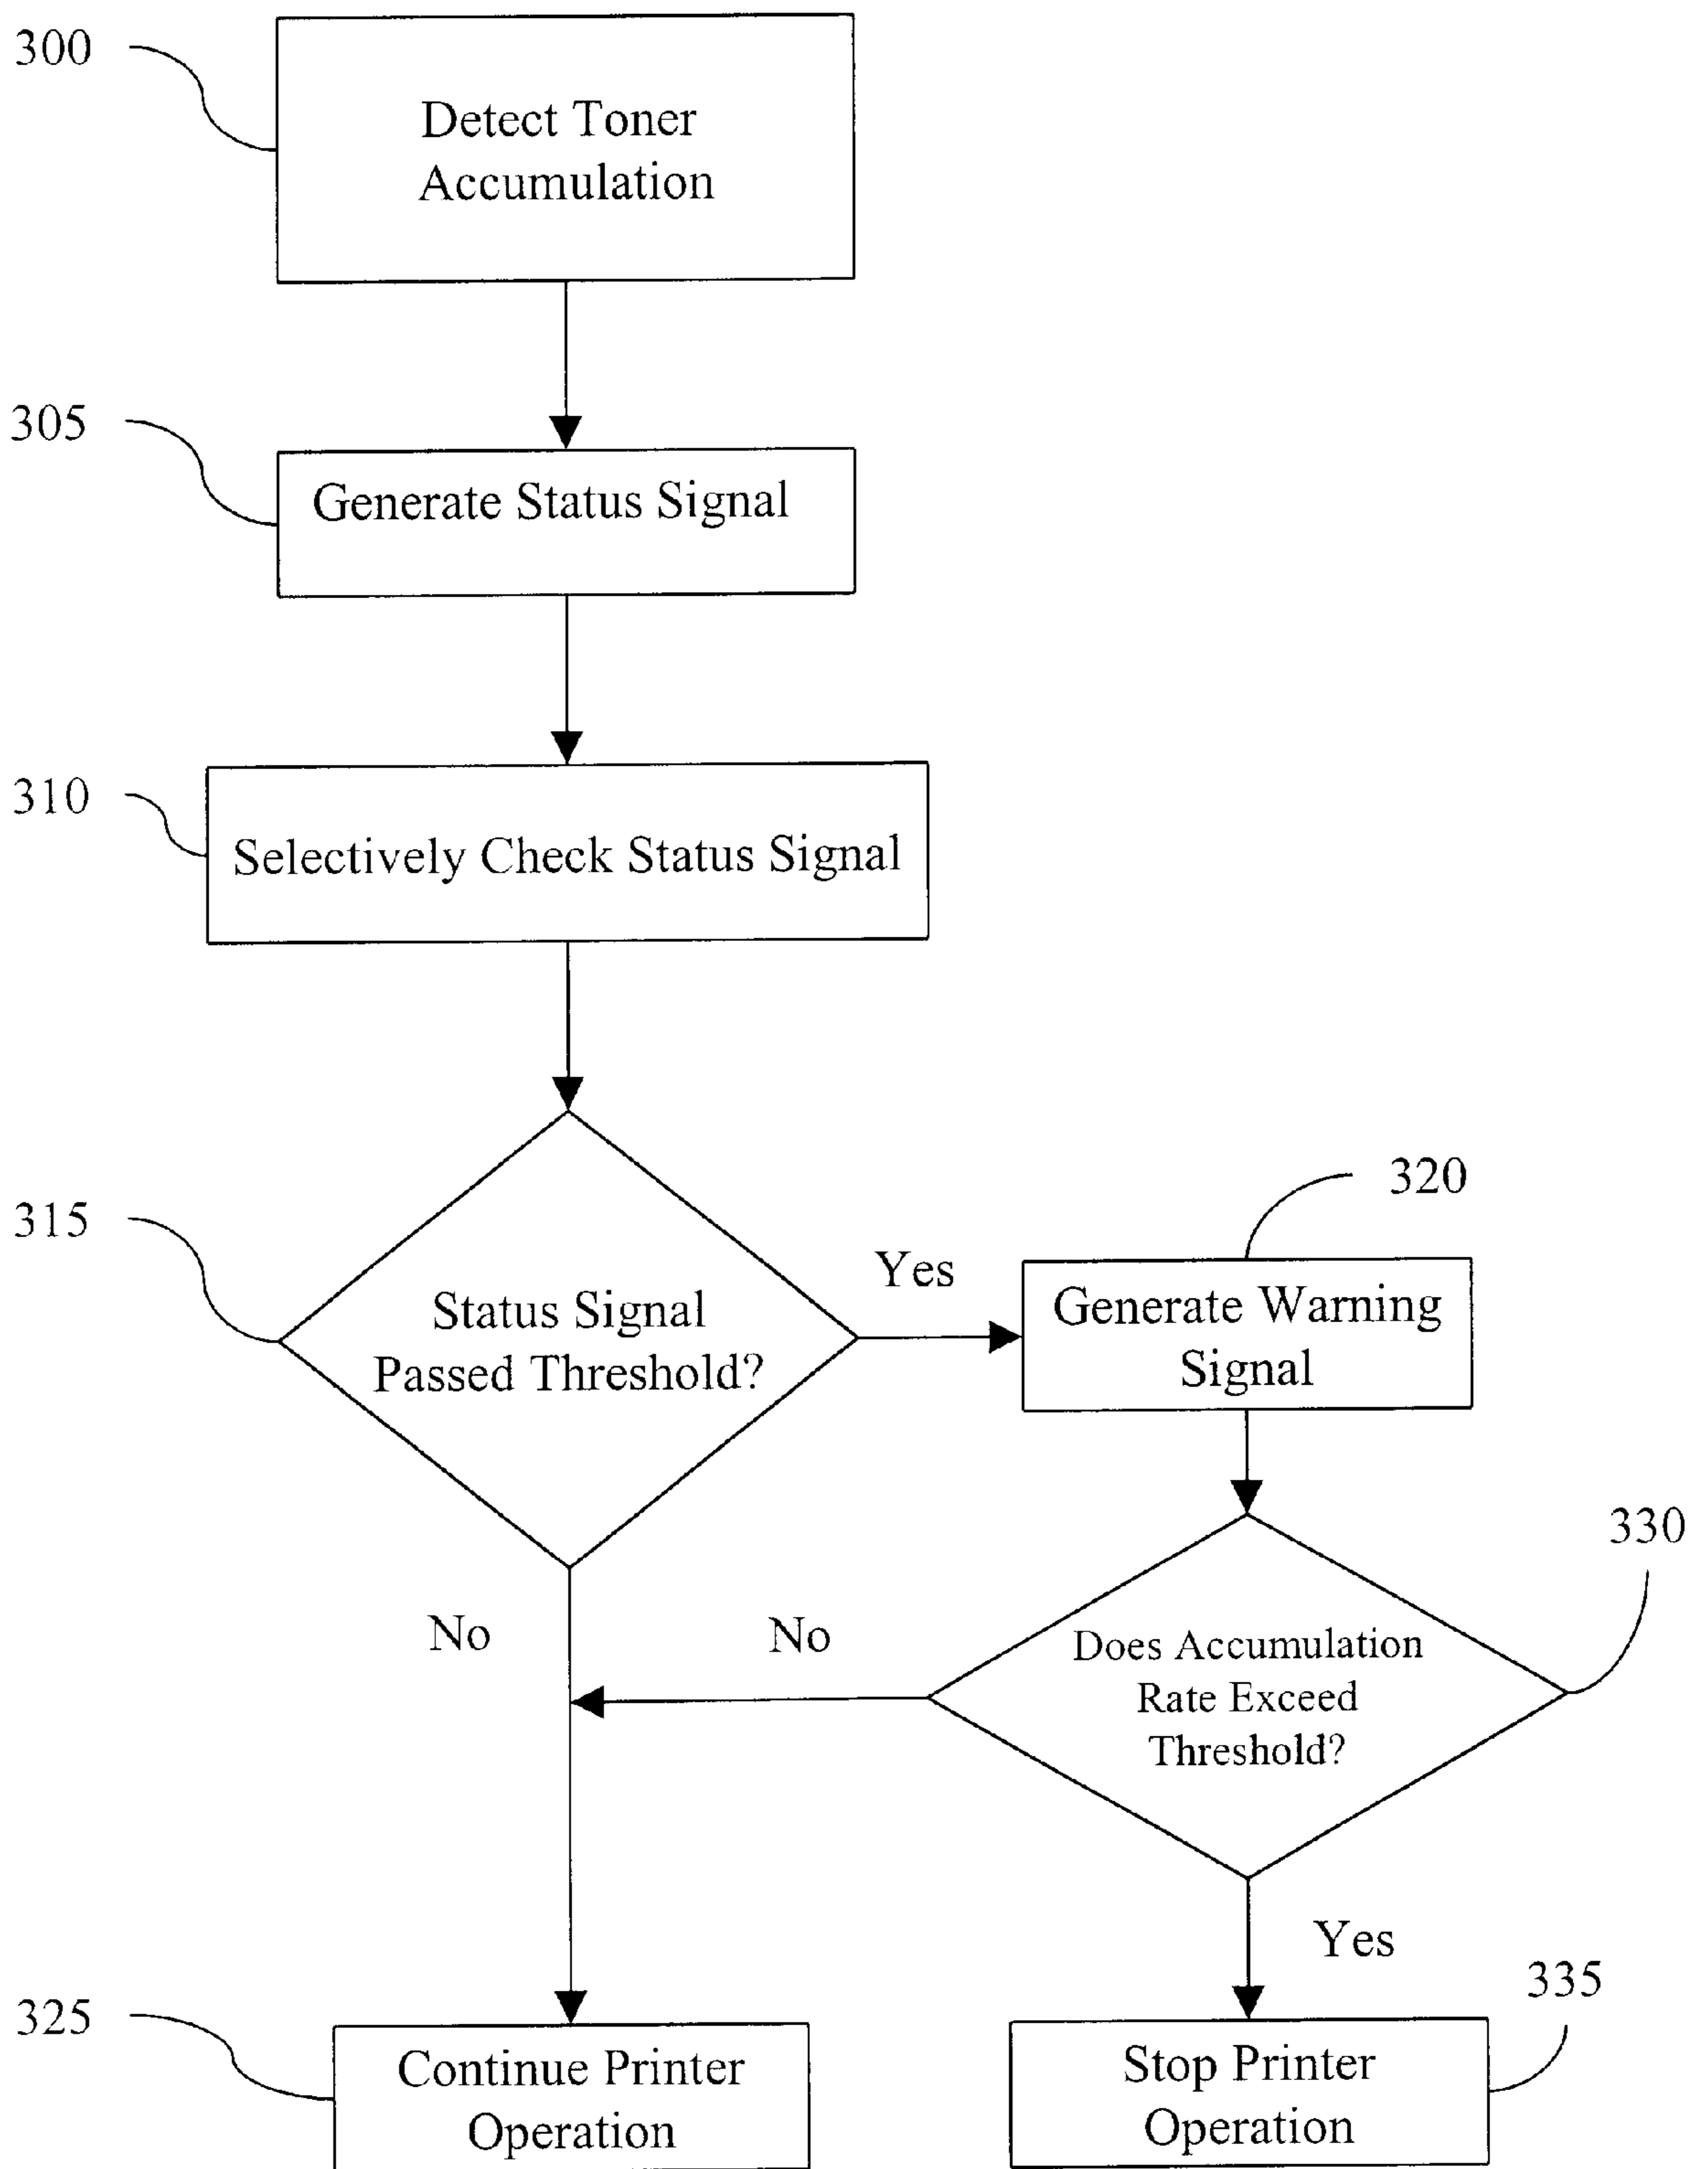 300
Detect Toner
Accumulation
305
Generate Status Signal
310
Selectively Check Status Signal
315
Status Signal
Passed Threshold?
Yes
320
Generate Warning
Signal
330
No
No
Does Accumulation
Rate Exceed
Threshold?
Yes
325
Continue Printer
Operation
335
Stop Printer
Operation